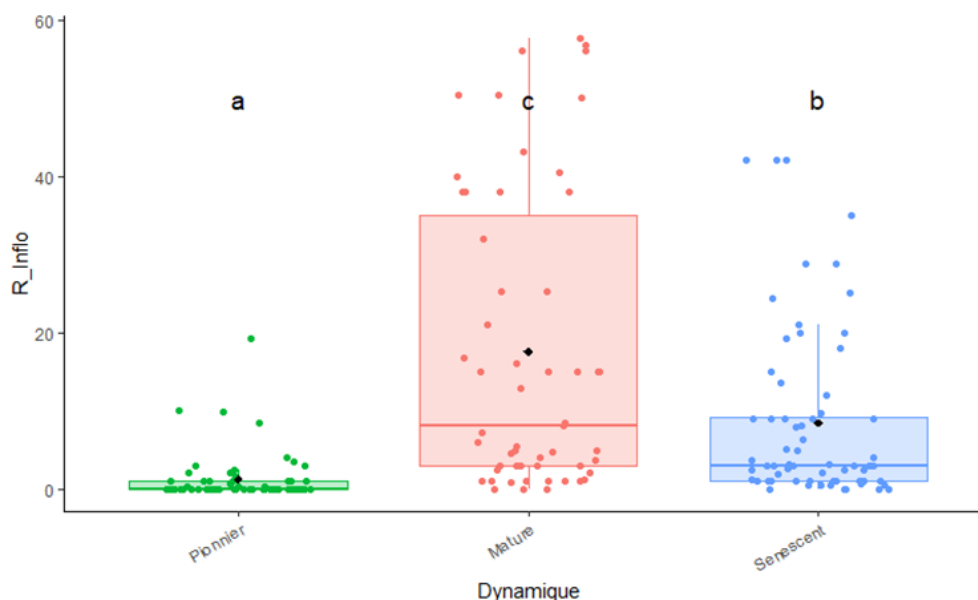 60
40
20
0
R_Inflo
a
c
b
Pionnier
Mature
Senescent
Dynamique